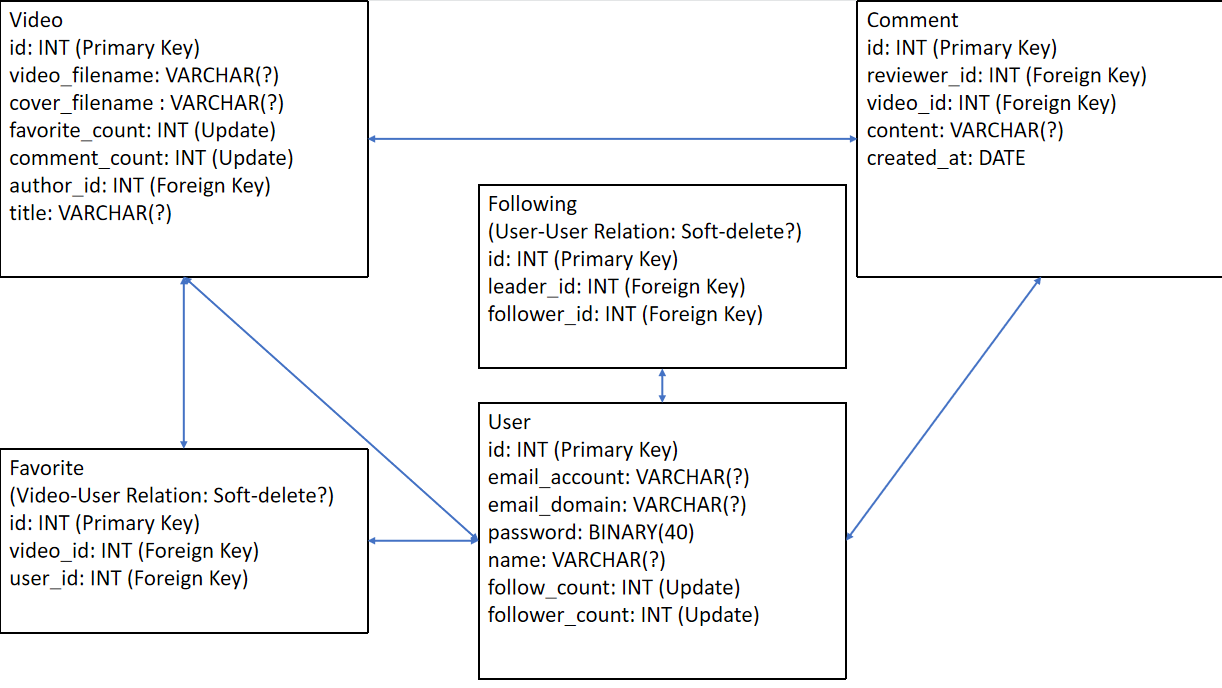 Video
id: INT (Primary Key)
video_filename: VARCHAR(?)
cover_filename : VARCHAR(?)
favorite_count: INT (Update)
comment_count: INT (Update)
author_id: INT (Foreign Key)
title: VARCHAR(?)
Comment
id: INT (Primary Key)
reviewer_id: INT (Foreign Key)
video_id: INT (Foreign Key)
content: VARCHAR(?)
created_at: DATE
Following
(User-User Relation: Soft-delete?)
id: INT (Primary Key)
leader_id: INT (Foreign Key)
follower_id: INT (Foreign Key)
Favorite
(Video-User Relation: Soft-delete?)
id: INT (Primary Key)
video_id: INT (Foreign Key)
user_id: INT (Foreign Key)
User
id: INT (Primary Key)
email_account: VARCHAR(?)
email_domain: VARCHAR(?)
password: BINARY(40)
name: VARCHAR(?)
follow_count: INT (Update)
follower_count: INT (Update)